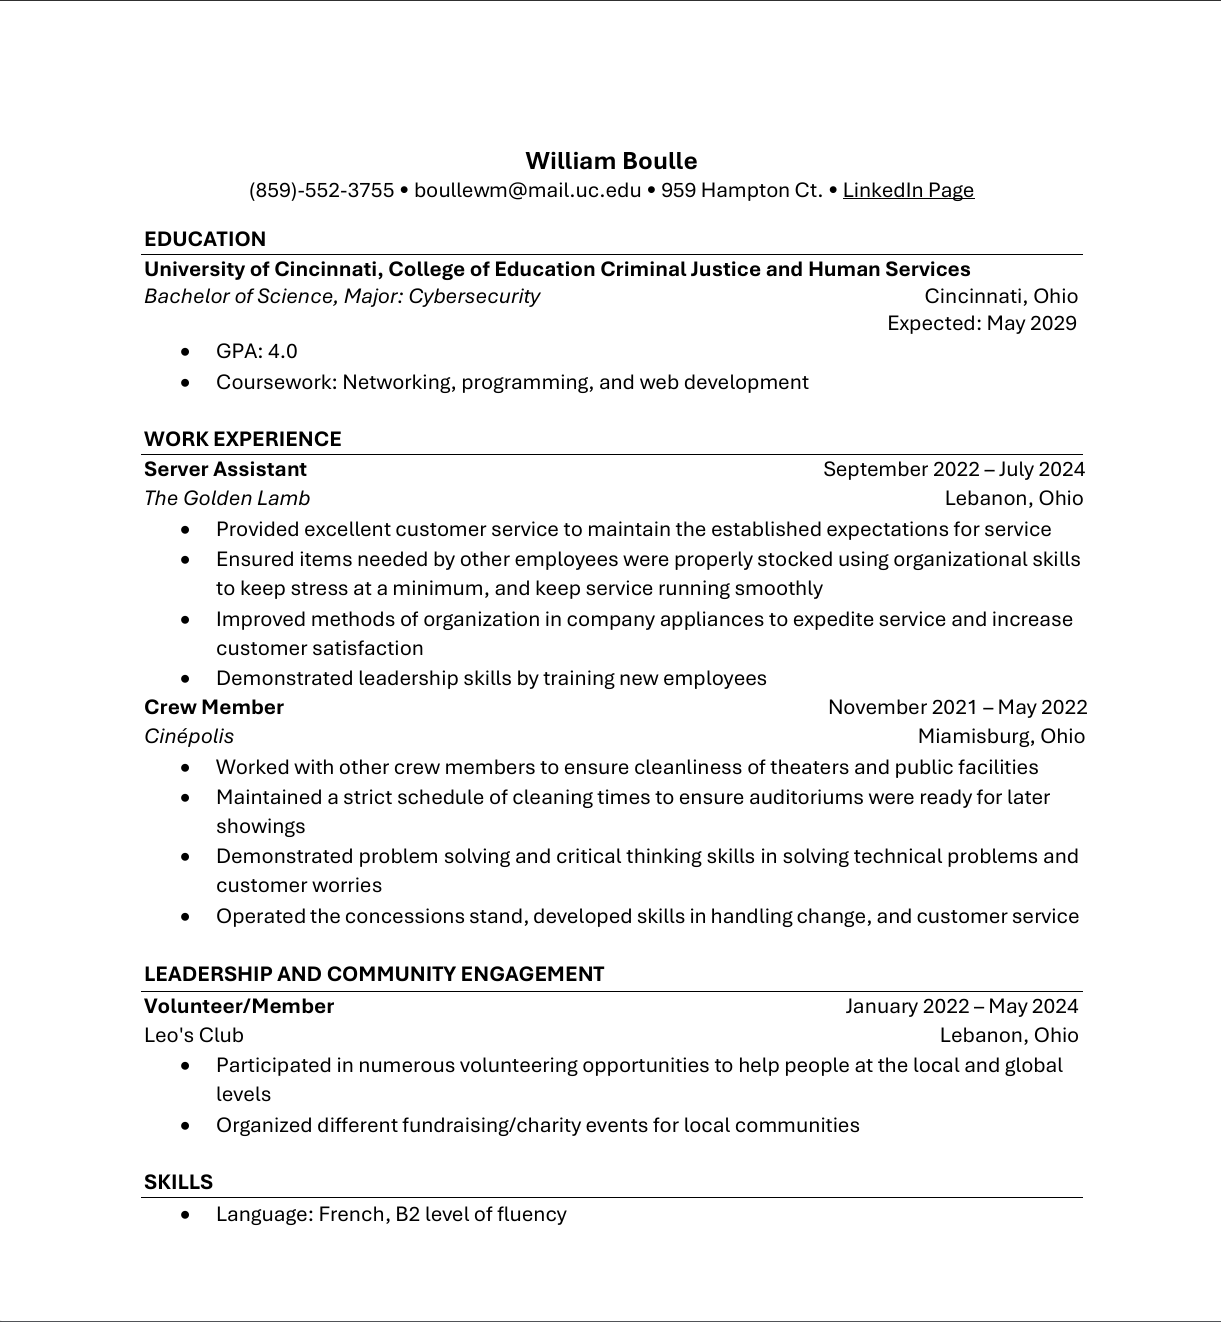 William Boulle
(859)-552-3755 • boullewm@mail.uc.edu • 959 Hampton Ct. • LinkedIn Page
EDUCATION
University of Cincinnati, College of Education Criminal Justice and Human Services
Bachelor of Science, Major: Cybersecurity Cincinnati, Ohio
Expected: May 2029
• GPA: 4.0
• Coursework: Networking, programming, and web development
WORK EXPERIENCE
Server Assistant September 2022 – July 2024
The Golden Lamb Lebanon, Ohio
• Provided excellent customer service to maintain the established expectations for service
• Ensured items needed by other employees were properly stocked using organizational skills
to keep stress at a minimum, and keep service running smoothly
• Improved methods of organization in company appliances to expedite service and increase
customer satisfaction
• Demonstrated leadership skills by training new employees
Crew Member November 2021 – May 2022
Cinépolis Miamisburg, Ohio
• Worked with other crew members to ensure cleanliness of theaters and public facilities
• Maintained a strict schedule of cleaning times to ensure auditoriums were ready for later
showings
• Demonstrated problem solving and critical thinking skills in solving technical problems and
customer worries
• Operated the concessions stand, developed skills in handling change, and customer service
LEADERSHIP AND COMMUNITY ENGAGEMENT
Volunteer/Member January 2022 – May 2024
Leo's Club Lebanon, Ohio
• Participated in numerous volunteering opportunities to help people at the local and global
levels
• Organized different fundraising/charity events for local communities
SKILLS
• Language: French, B2 level of fluency